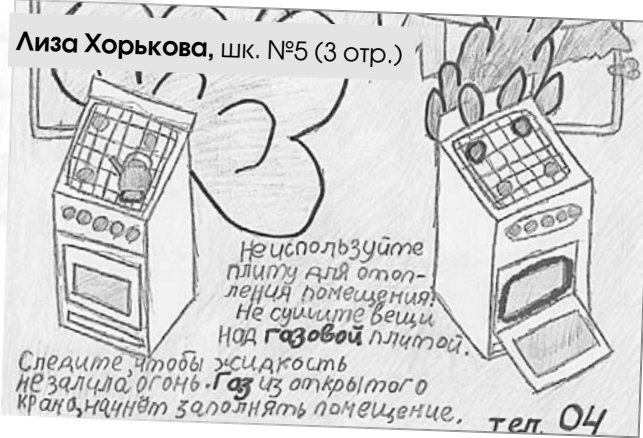 Лиза Хорькова, шк. №5 (3 отр.)
Не используйте
плиту для отоп-
ления помещения!
Не сушите вещи
над газовой плитой.
Следите, чтобы жидкость
не залила огонь. Газ из открытого
крана, начнёт заполнять помещение.
тел. 04